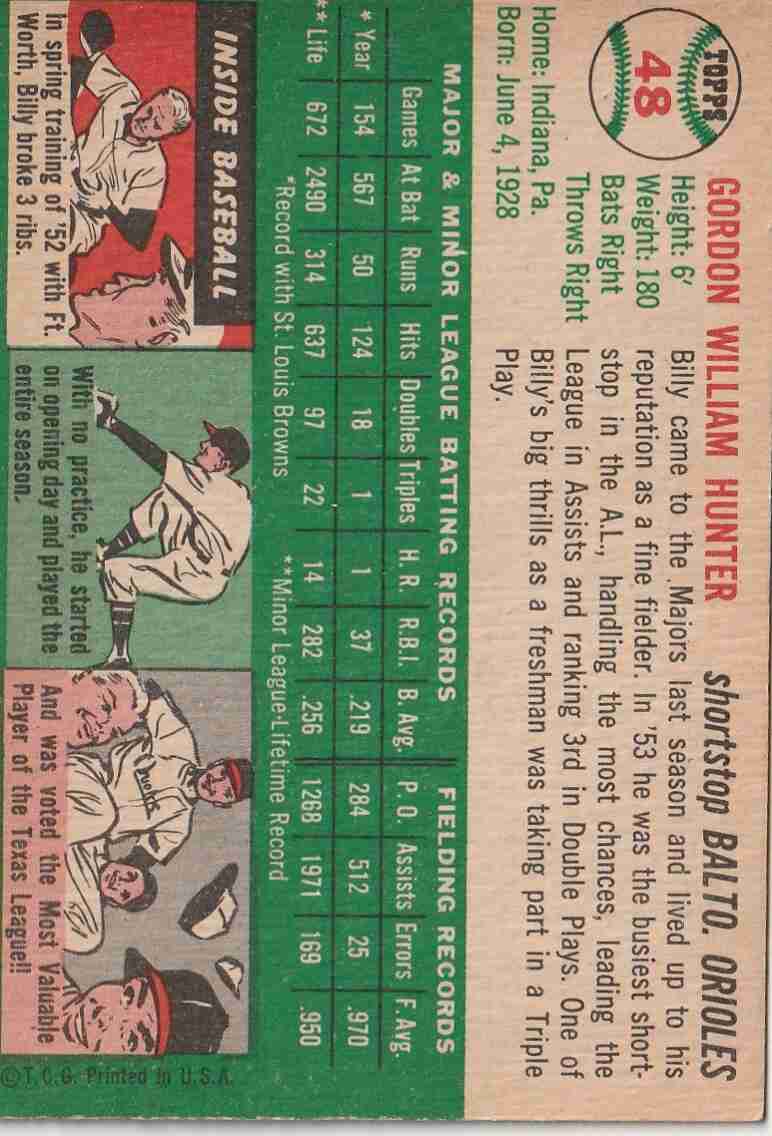 TOPPS
48
GORDON WILLIAM HUNTER
shortstop BALTO. ORIOLES
Height: 6'
Weight: 180
Bats Right
Throws Right
Home: Indiana, Pa.
Born: June 4, 1928
Billy came to the Majors last season and lived up to his
reputation as a fine fielder. In '53 he was the busiest short-
stop in the A.L., handling the most chances, leading the
League in Assists and ranking 3rd in Double Plays. One of
Billy's big thrills as a freshman was taking part in a Triple
Play.
MAJOR & MINOR LEAGUE BATTING RECORDS FIELDING RECORDS
Games At Bat Runs Hits Doubles Triples H. R. R.B.I. B. Avg. P. O. Assists Errors F. Avg.
* Year 154 567 50 124 18 1 1 37 .219 284 512 25 .970
** Life 672 2490 314 637 97 22 14 282 .256 1268 1971 169 .950
*Record with St. Louis Browns **Minor League-Lifetime Record
INSIDE BASEBALL
In spring training of '52 with Ft.
Worth, Billy broke 3 ribs.
With no practice, he started
on opening day and played the
entire season.
Orioles
And was voted the Most Valuable
Player of the Texas League!!
© T. C. G. Printed in U. S. A.